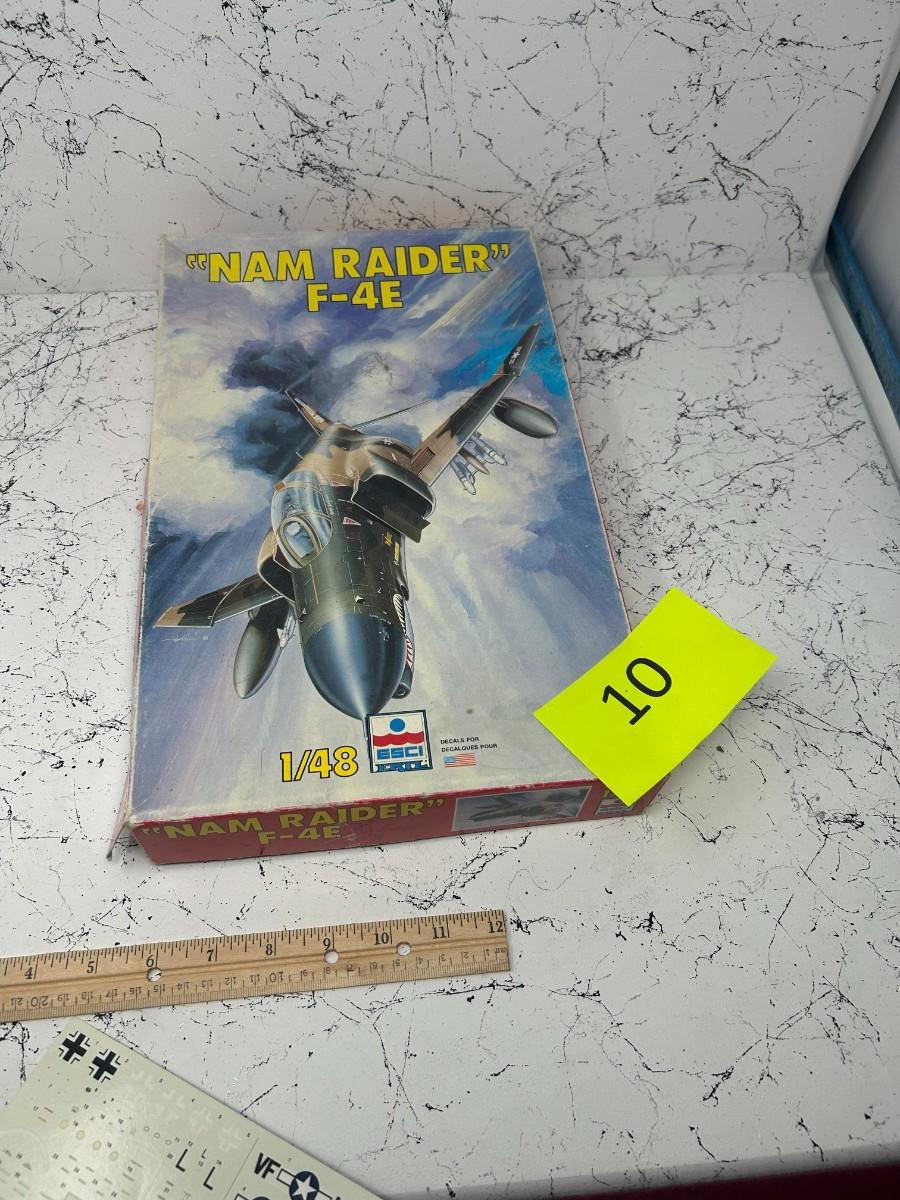 “NAM RAIDER”
F-4E
1/48
ESCI
ERTL
DECALS FOR
DECALQUES POUR
10
“NAM RAIDER”
F-4E
4 5 6 7 8 9 10 11 12
L
L
VF